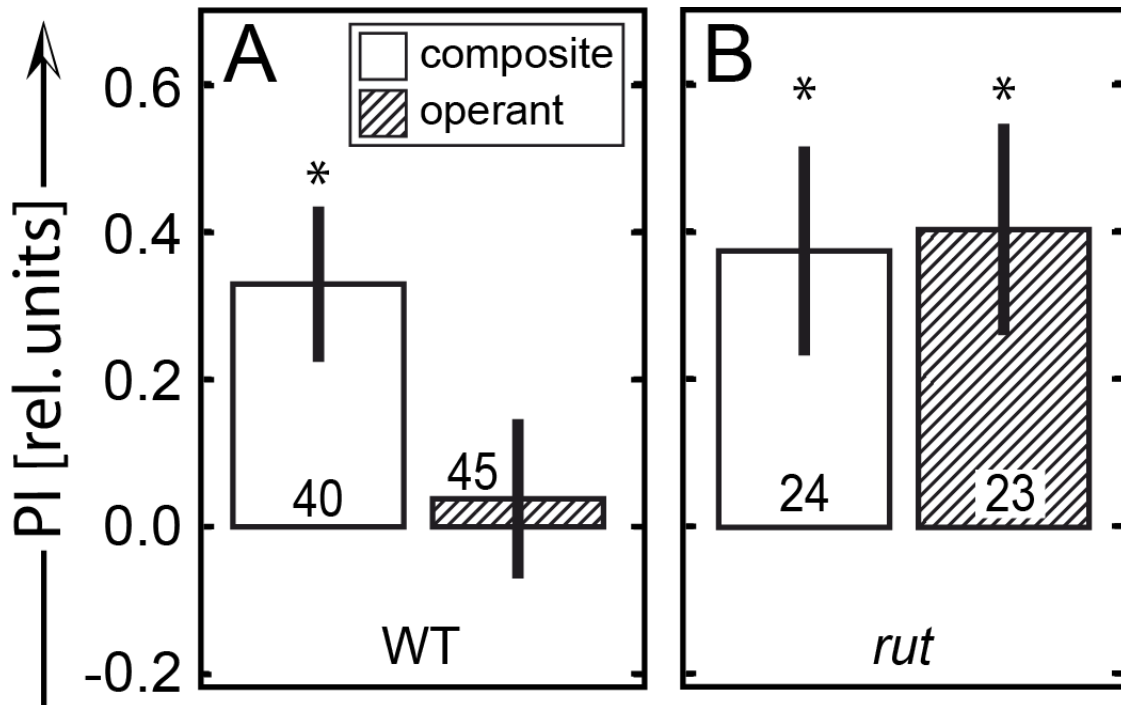 PI [rel. units]
0.6
0.4
0.2
0.0
-0.2
A
composite
operant
*
40
45
WT
B
* *
24
23
rut